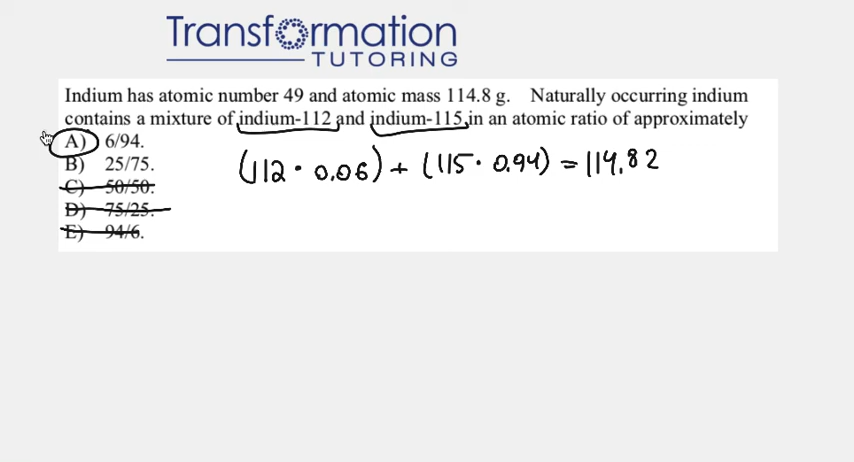 Transformation
TUTORING
Indium has atomic number 49 and atomic mass 114.8 g. Naturally occurring indium
contains a mixture of indium-112 and indium-115 in an atomic ratio of approximately
A) 6/94.
B) 25/75.
C) 50/50.
D) 75/25.
E) 94/6.
(112 · 0.06) + (115 · 0.94) = 114.82